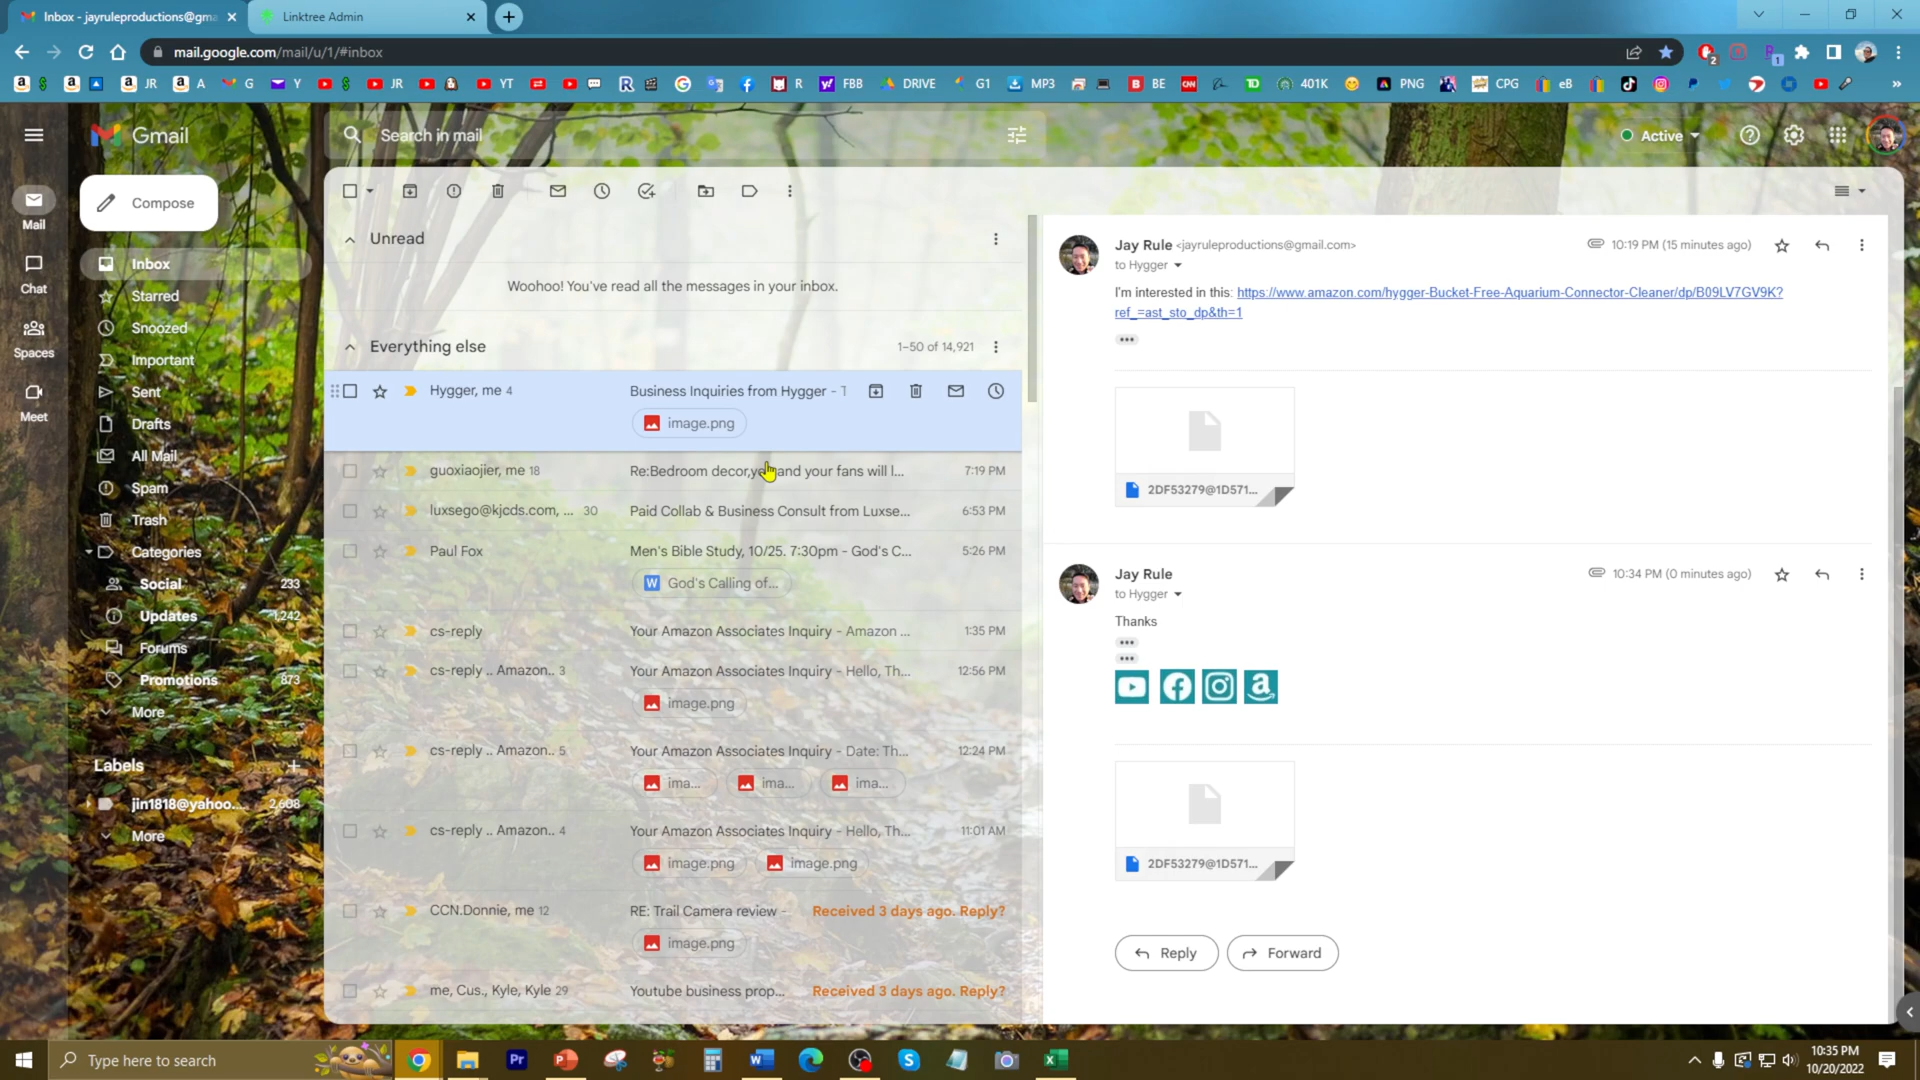 Inbox - jayruleproductions@gma
Linktree Admin
mail.google.com/mail/u/1/#inbox
JR
A
G
Y
JR
YT
R
FBB
DRIVE
G1
MP3
BE
401K
PNG
CPG
eB
Gmail
Search in mail
Active
Mail
Chat
Spaces
Meet
Compose
Inbox
Starred
Snoozed
Important
Sent
Drafts
All Mail
Spam
Trash
Categories
Social 233
Updates 1,242
Forums
Promotions 873
More
Labels
jin1818@yahoo.... 2,608
More
Unread
Woohoo! You've read all the messages in your inbox.
Everything else 1–50 of 14,921
Hygger, me 4 Business Inquiries from Hygger - T
image.png
guoxiaojier, me 18 Re:Bedroom decor,you and your fans will l... 7:19 PM
luxsego@kjcds.com, ... 30 Paid Collab & Business Consult from Luxse... 6:53 PM
Paul Fox Men's Bible Study, 10/25. 7:30pm - God's C... 5:26 PM
God's Calling of...
cs-reply Your Amazon Associates Inquiry - Amazon ... 1:35 PM
cs-reply .. Amazon.. 3 Your Amazon Associates Inquiry - Hello, Th... 12:56 PM
image.png
cs-reply .. Amazon.. 5 Your Amazon Associates Inquiry - Date: Th... 12:24 PM
ima... ima... ima...
cs-reply .. Amazon.. 4 Your Amazon Associates Inquiry - Hello, Th... 11:01 AM
image.png image.png
CCN.Donnie, me 12 RE: Trail Camera review - Received 3 days ago. Reply?
image.png
me, Cus., Kyle, Kyle 29 Youtube business prop... Received 3 days ago. Reply?
Jay Rule <jayruleproductions@gmail.com> 10:19 PM (15 minutes ago)
to Hygger
I'm interested in this: https://www.amazon.com/hygger-Bucket-Free-Aquarium-Connector-Cleaner/dp/B09LV7GV9K?
ref_=ast_sto_dp&th=1
2DF53279@1D571...
Jay Rule 10:34 PM (0 minutes ago)
to Hygger
Thanks
2DF53279@1D571...
Reply Forward
Type here to search
10:35 PM
10/20/2022